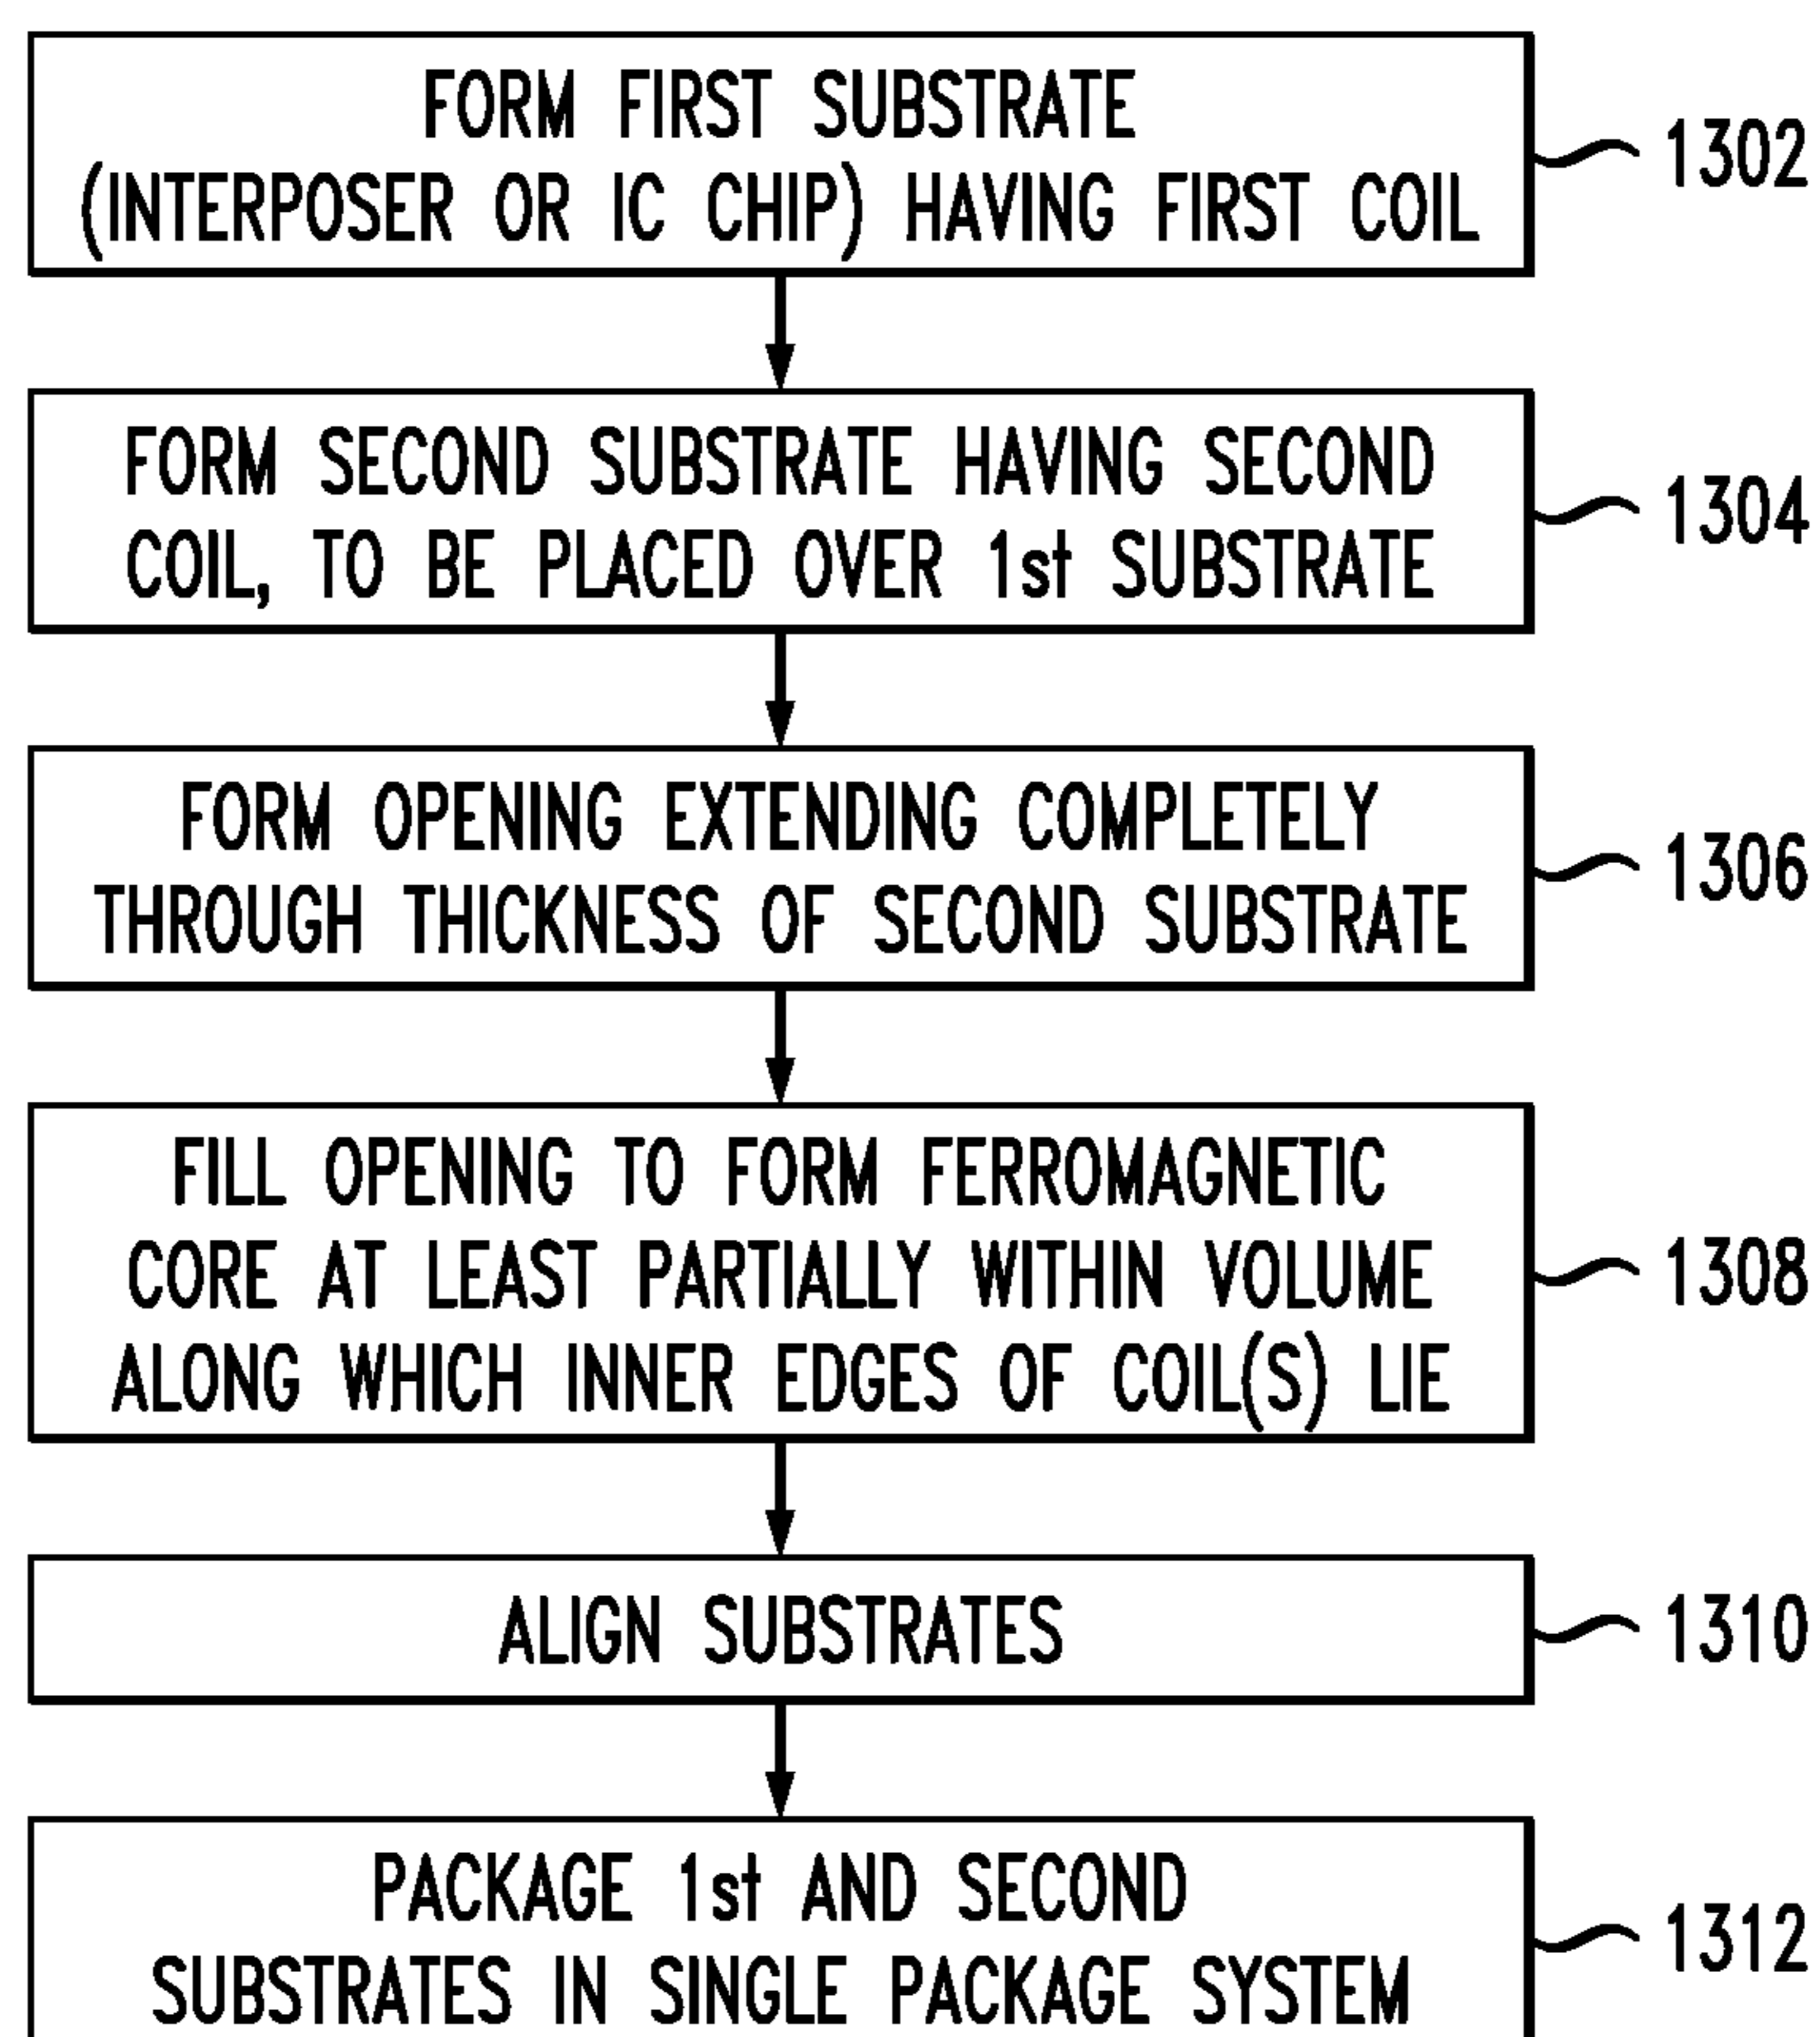 FORM FIRST SUBSTRATE
(INTERPOSER OR IC CHIP) HAVING FIRST COIL
1302
FORM SECOND SUBSTRATE HAVING SECOND
COIL, TO BE PLACED OVER 1st SUBSTRATE
1304
FORM OPENING EXTENDING COMPLETELY
THROUGH THICKNESS OF SECOND SUBSTRATE
1306
FILL OPENING TO FORM FERROMAGNETIC
CORE AT LEAST PARTIALLY WITHIN VOLUME
ALONG WHICH INNER EDGES OF COIL(S) LIE
1308
ALIGN SUBSTRATES
1310
PACKAGE 1st AND SECOND
SUBSTRATES IN SINGLE PACKAGE SYSTEM
1312